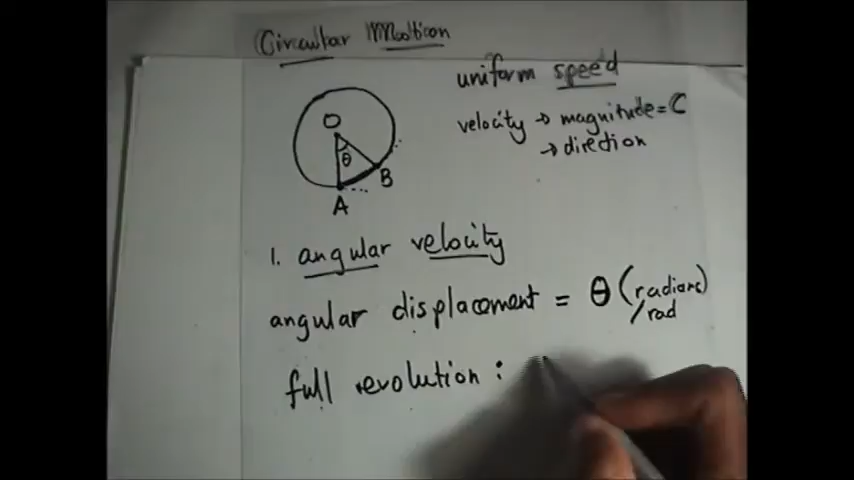 Circular Motion
uniform speed
velocity → magnitude = C
→ direction
O
θ
B
A
1. angular velocity
angular displacement = θ (radians)
/rad
full revolution :